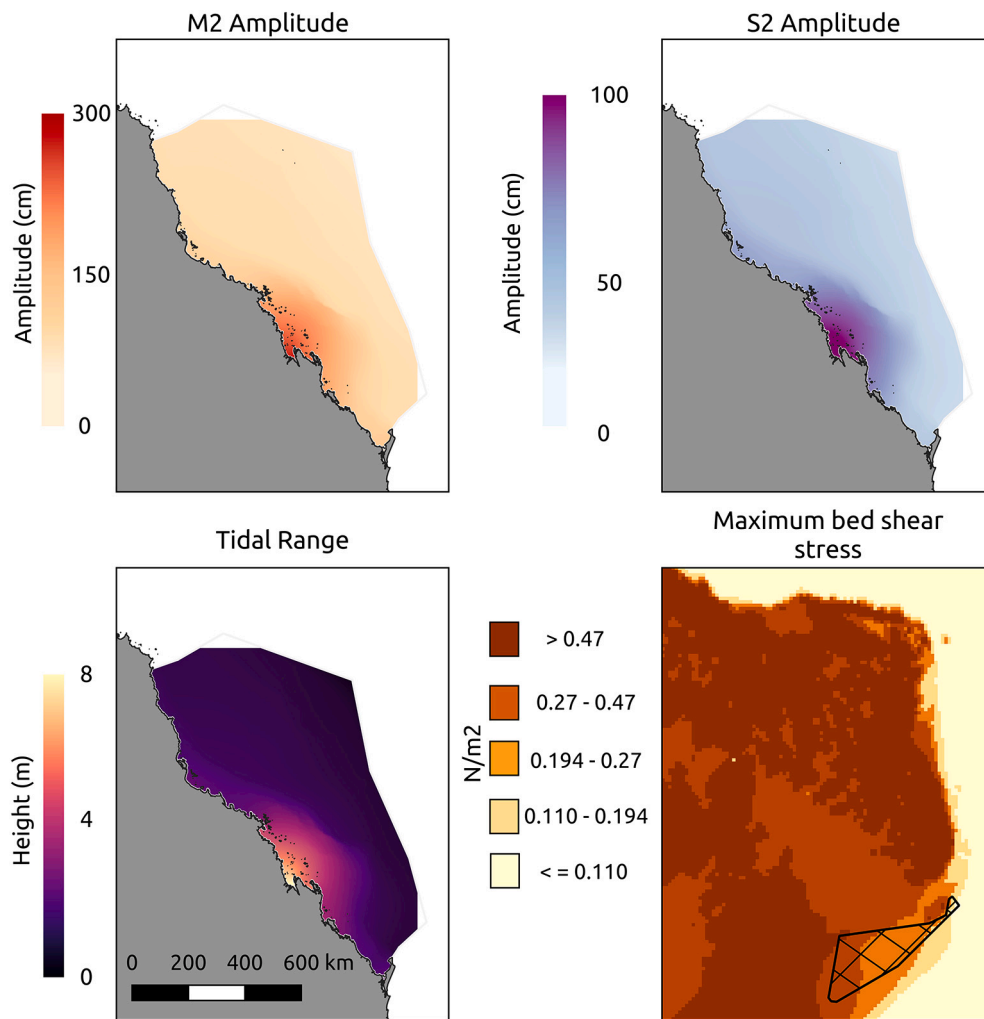 M2 Amplitude
S2 Amplitude
Amplitude (cm)
300
150
0
Amplitude (cm)
100
50
0
Tidal Range
Maximum bed shear
stress
Height (m)
8
4
0
0 200 400 600 km
N/m2
> 0.47
0.27 - 0.47
0.194 - 0.27
0.110 - 0.194
< = 0.110